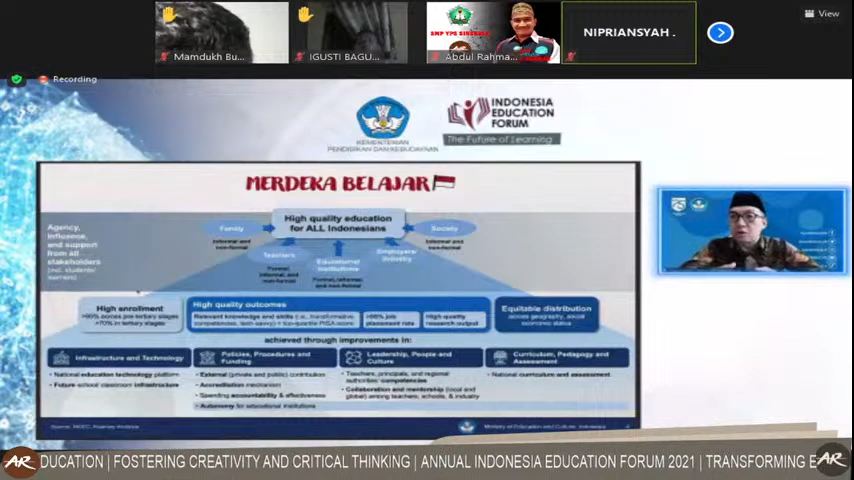 View
Mamdukh Bu...
IGUSTI BAGU...
SMP YPS SINGKOLE
Abdul Rahma...
NIPRIANSYAH .
Recording
KEMENTERIAN
PENDIDIKAN DAN KEBUDAYAAN
INDONESIA
EDUCATION
FORUM
The Future of Learning
MERDEKA BELAJAR
Agency,
influence,
and support
from all
stakeholders
(incl. students/
learners)
High quality education
for ALL Indonesians
Family
Informal and
non-formal
Society
Informal and non-
formal
Teachers
Formal,
informal, and
non-formal
Educational
Institutions
Formal, informal,
and non-formal
Employers/
Industry
High enrollment
>99% across pre-tertiary stages
>70% in tertiary stages
High quality outcomes
Relevant knowledge and skills (i.e., transformative
competencies, tech savvy) + top-quartile PISA score
>98% job
placement rate
High quality
research output
Equitable distribution
across geography, social
economic status
achieved through improvements in:
Infrastructure and Technology
• National education technology platform
• Future school classroom infrastructure
Policies, Procedures and
Funding
• External (private and public) contribution
• Accreditation mechanism
• Spending accountability & effectiveness
• Autonomy for educational institutions
Leadership, People and
Culture
• Teachers, principals, and regional
authorities' competencies
• Collaboration and mentorship (local and
global) among teachers, schools, & industry
Curriculum, Pedagogy and
Assessment
• National curriculum and assessment
Ministry of Education and Culture, Indonesia
AR
DUCATION | FOSTERING CREATIVITY AND CRITICAL THINKING | ANNUAL INDONESIA EDUCATION FORUM 2021 | TRANSFORMING E
AR